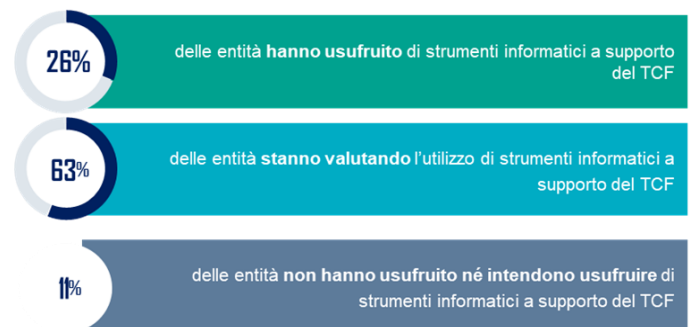 26%
delle entità hanno usufruito di strumenti informatici a supporto
del TCF
63%
delle entità stanno valutando l'utilizzo di strumenti informatici a
supporto del TCF
11%
delle entità non hanno usufruito né intendono usufruire di
strumenti informatici a supporto del TCF